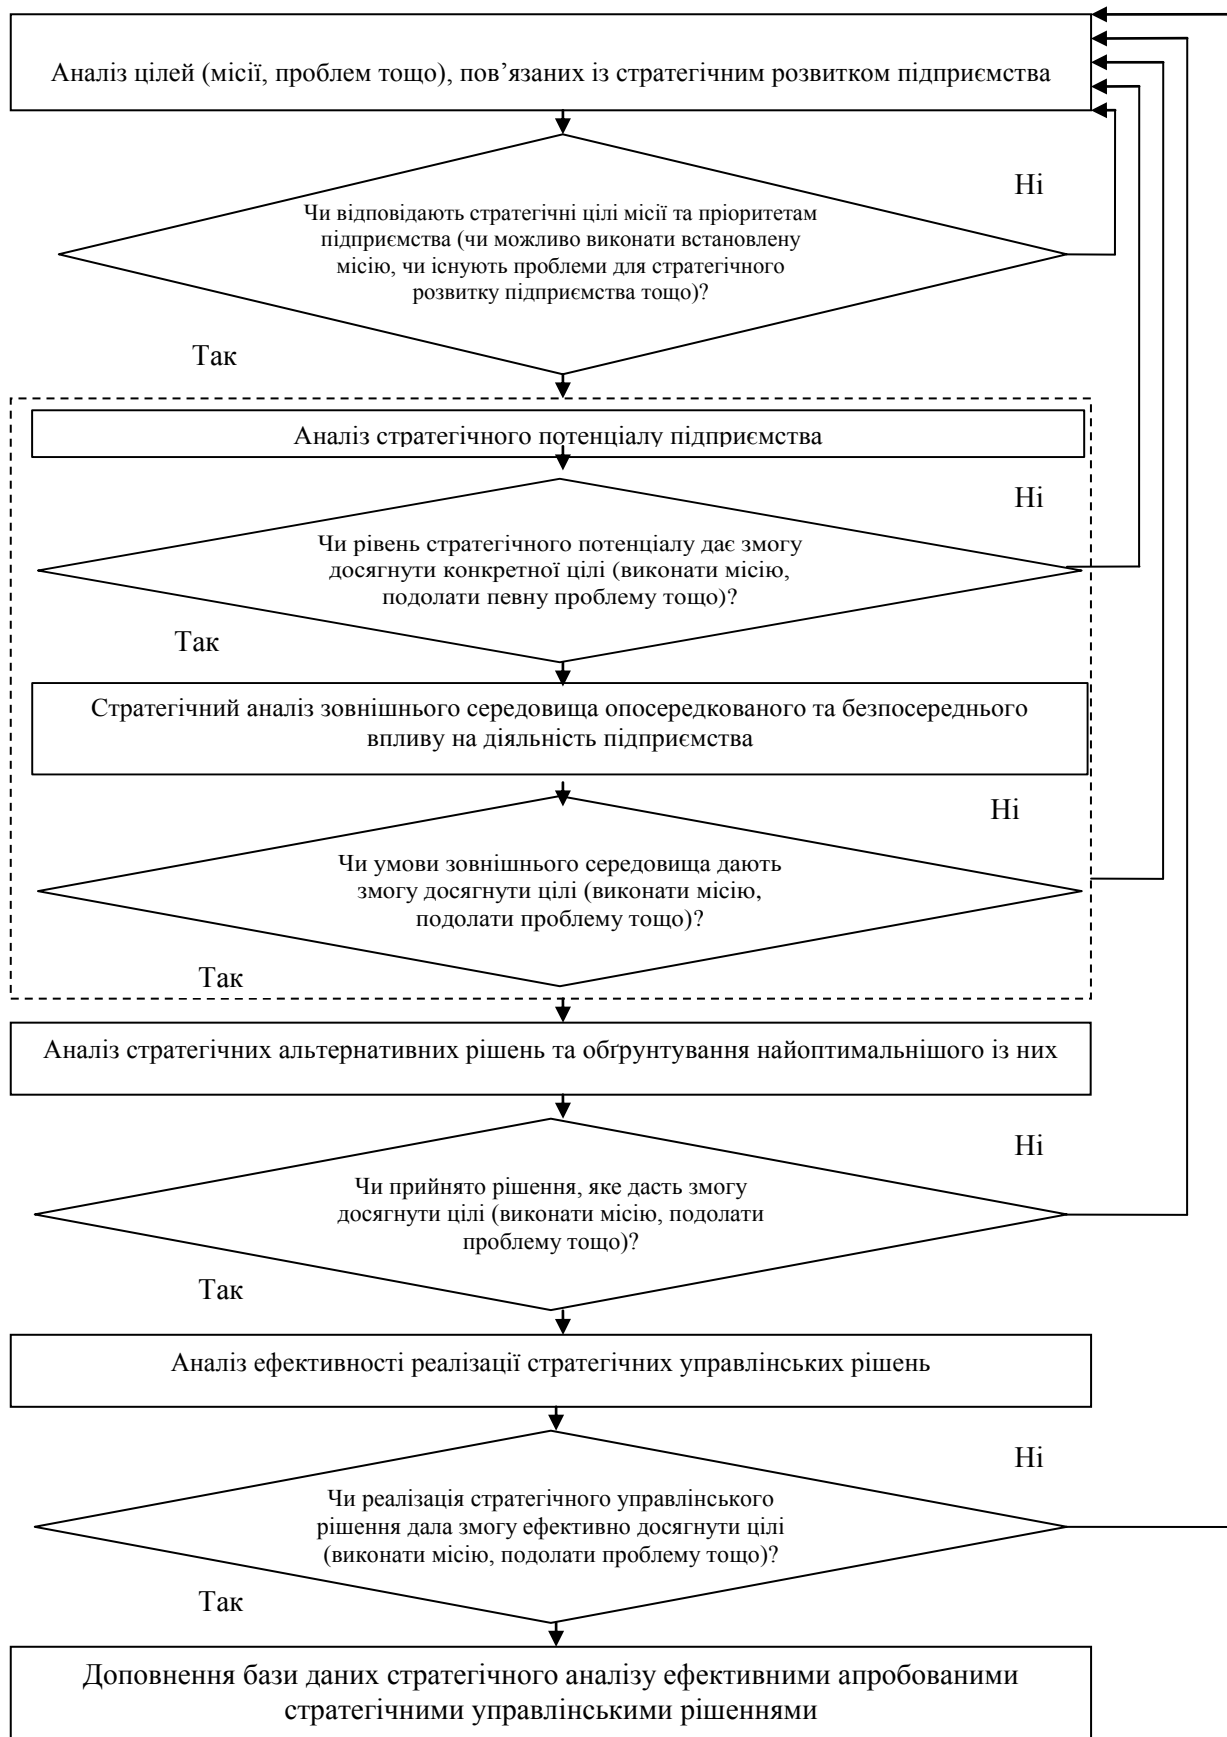 Аналіз цілей (місії, проблем тощо), пов’язаних із стратегічним розвитком підприємства
Ні
Чи відповідають стратегічні цілі місії та пріоритетам
підприємства (чи можливо виконати встановлену
місію, чи існують проблеми для стратегічного
розвитку підприємства тощо)?
Так
Аналіз стратегічного потенціалу підприємства
Ні
Чи рівень стратегічного потенціалу дає змогу
досягнути конкретної цілі (виконати місію,
подолати певну проблему тощо)?
Так
Стратегічний аналіз зовнішнього середовища опосередкованого та безпосереднього
впливу на діяльність підприємства
Ні
Чи умови зовнішнього середовища дають
змогу досягнути цілі (виконати місію,
подолати проблему тощо)?
Так
Аналіз стратегічних альтернативних рішень та обґрунтування найоптимальнішого із них
Ні
Чи прийнято рішення, яке дасть змогу
досягнути цілі (виконати місію, подолати
проблему тощо)?
Так
Аналіз ефективності реалізації стратегічних управлінських рішень
Ні
Чи реалізація стратегічного управлінського
рішення дала змогу ефективно досягнути цілі
(виконати місію, подолати проблему тощо)?
Так
Доповнення бази даних стратегічного аналізу ефективними апробованими
стратегічними управлінськими рішеннями